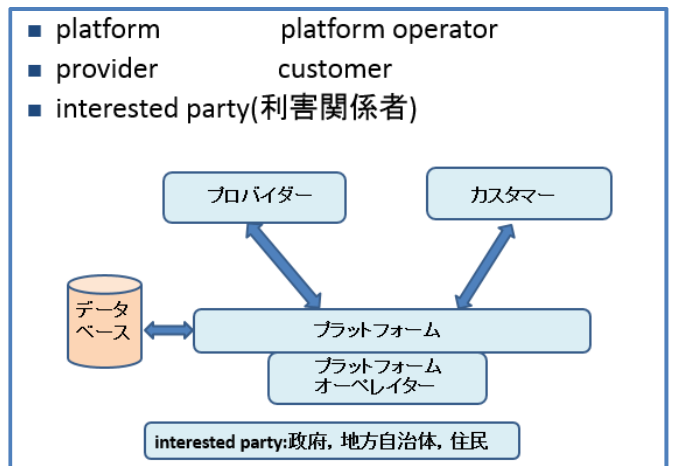 platform platform operator
provider customer
interested party(利害関係者)
プロバイダー
カスタマー
データ
ベース
プラットフォーム
プラットフォーム
オーペレイター
interested party:政府, 地方自治体, 住民